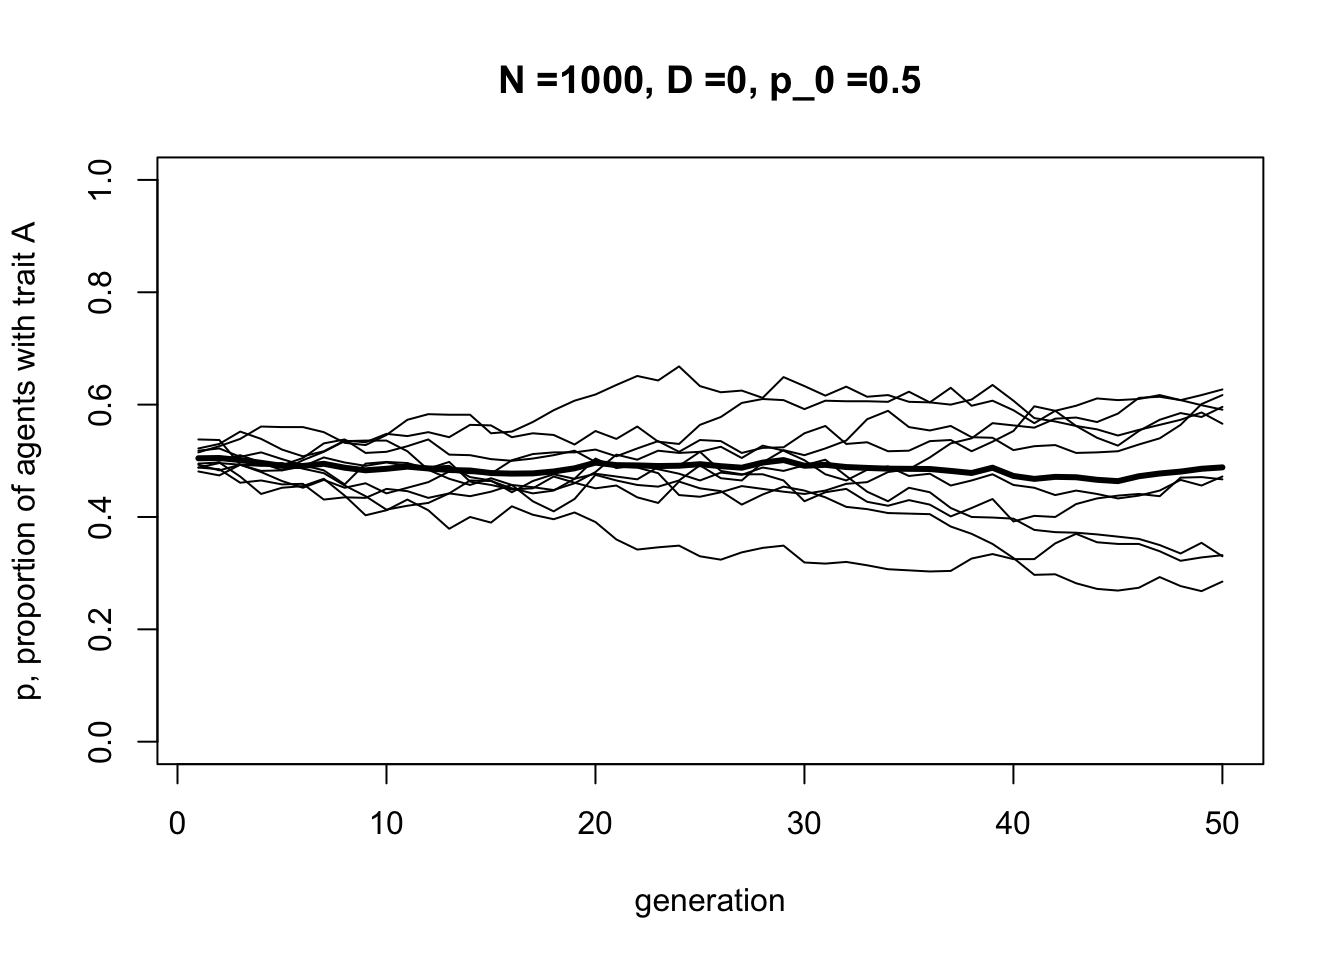 N =1000, D =0, p_0 =0.5
p, proportion of agents with trait A
1.0
0.8
0.6
0.4
0.2
0.0
0 10 20 30 40 50
generation